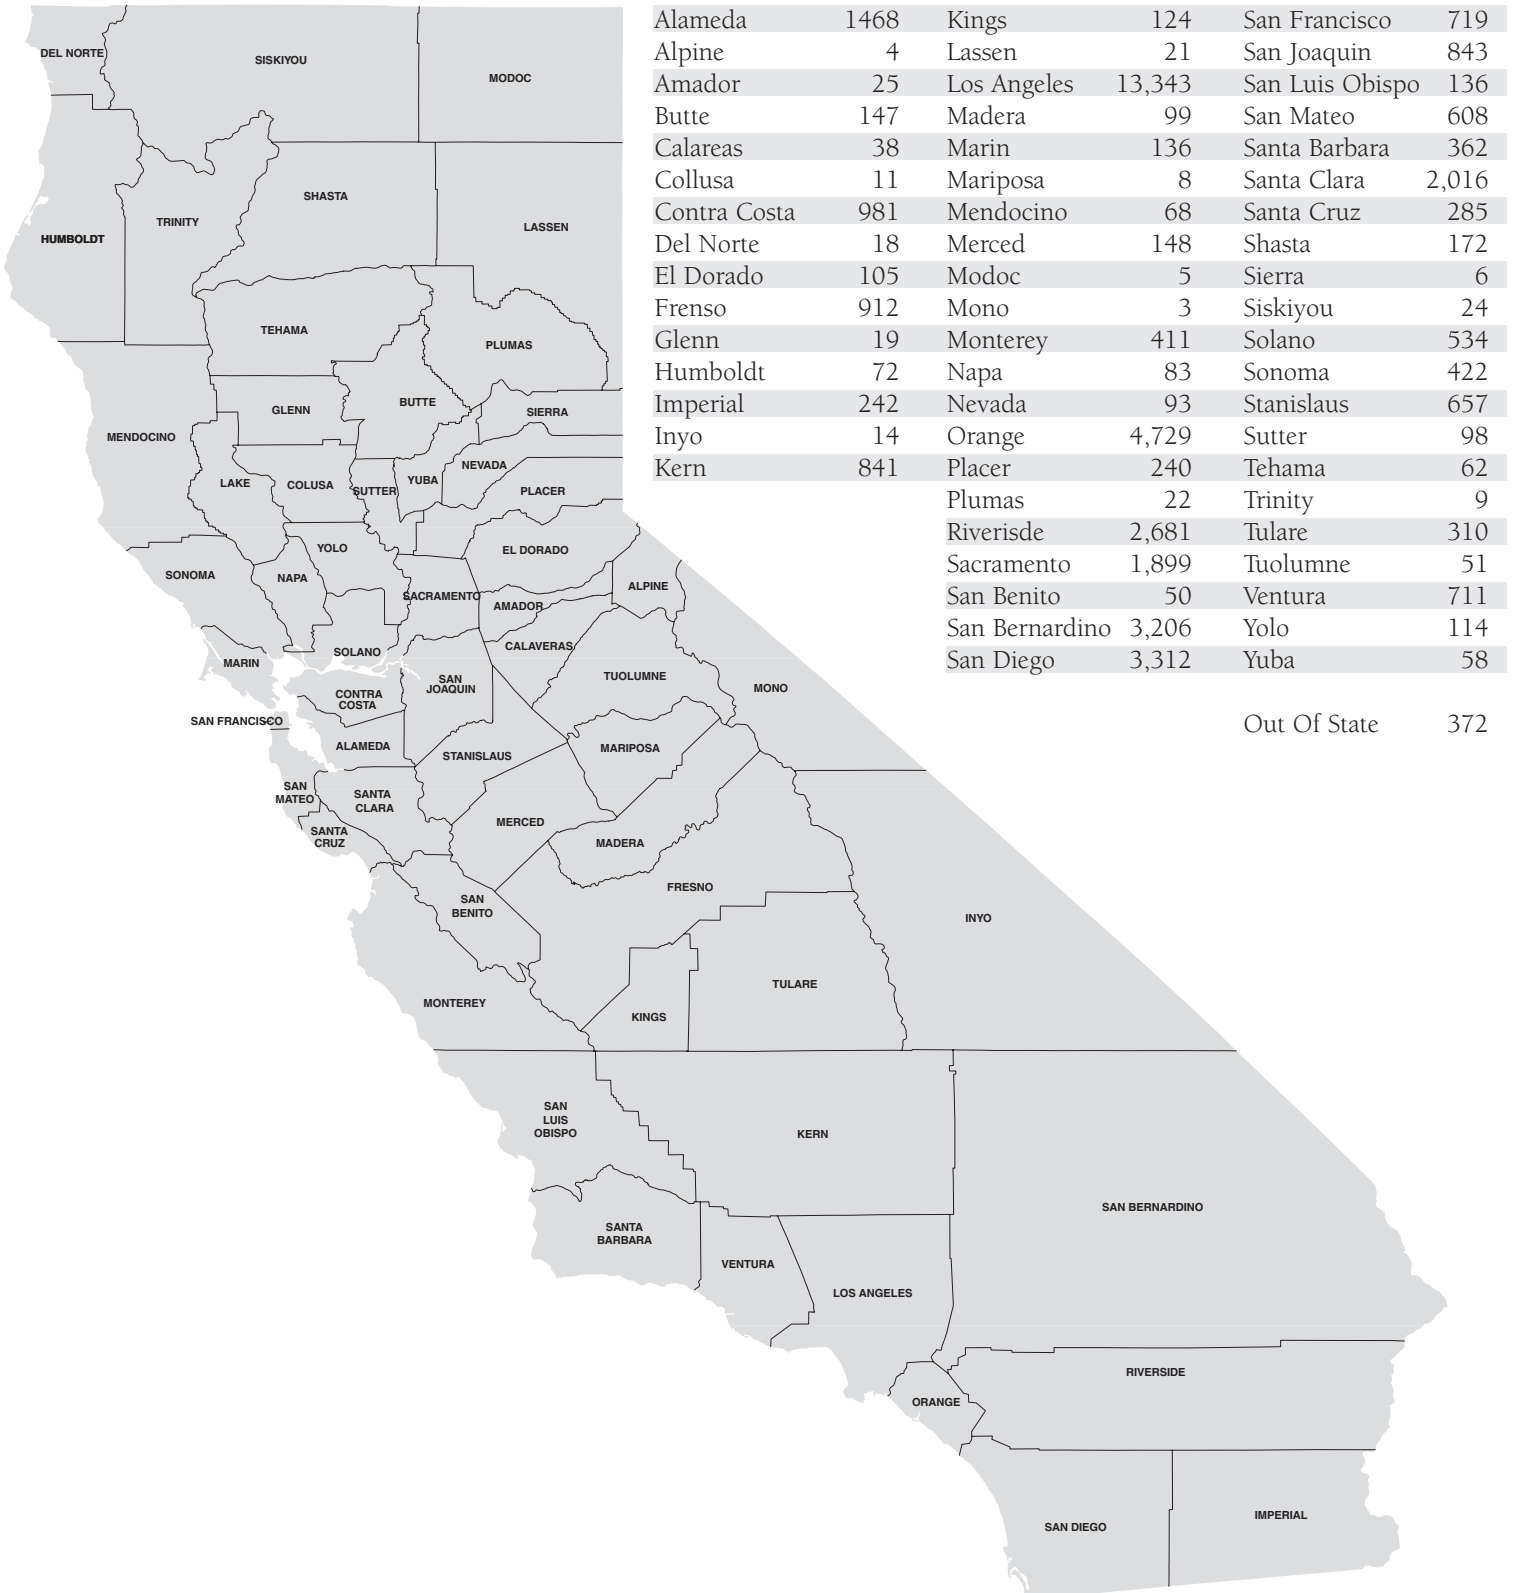 Alameda 1468
Alpine 4
Amador 25
Butte 147
Calareas 38
Collusa 11
Contra Costa 981
Del Norte 18
El Dorado 105
Frenso 912
Glenn 19
Humboldt 72
Imperial 242
Inyo 14
Kern 841
Kings 124
Lassen 21
Los Angeles 13,343
Madera 99
Marin 136
Mariposa 8
Mendocino 68
Merced 148
Modoc 5
Mono 3
Monterey 411
Napa 83
Nevada 93
Orange 4,729
Placer 240
Plumas 22
Riverisde 2,681
Sacramento 1,899
San Benito 50
San Bernardino 3,206
San Diego 3,312
San Francisco 719
San Joaquin 843
San Luis Obispo 136
San Mateo 608
Santa Barbara 362
Santa Clara 2,016
Santa Cruz 285
Shasta 172
Sierra 6
Siskiyou 24
Solano 534
Sonoma 422
Stanislaus 657
Sutter 98
Tehama 62
Trinity 9
Tulare 310
Tuolumne 51
Ventura 711
Yolo 114
Yuba 58
Out Of State 372
DEL NORTE
SISKIYOU
MODOC
SHASTA
TRINITY
LASSEN
HUMBOLDT
TEHAMA
PLUMAS
BUTTE
GLENN
SIERRA
MENDOCINO
NEVADA
LAKE
COLUSA
SUTTER
YUBA
PLACER
YOLO
EL DORADO
SONOMA
NAPA
ALPINE
SACRAMENTO
AMADOR
CALAVERAS
SOLANO
MARIN
TUOLUMNE
SAN
JOAQUIN
MONO
CONTRA
COSTA
SAN FRANCISCO
ALAMEDA
MARIPOSA
STANISLAUS
SAN
MATEO
SANTA
CLARA
MERCED
SANTA
CRUZ
MADERA
FRESNO
SAN
BENITO
INYO
TULARE
MONTEREY
KINGS
SAN
LUIS
OBISPO
KERN
SAN BERNARDINO
SANTA
BARBARA
VENTURA
LOS ANGELES
RIVERSIDE
ORANGE
IMPERIAL
SAN DIEGO